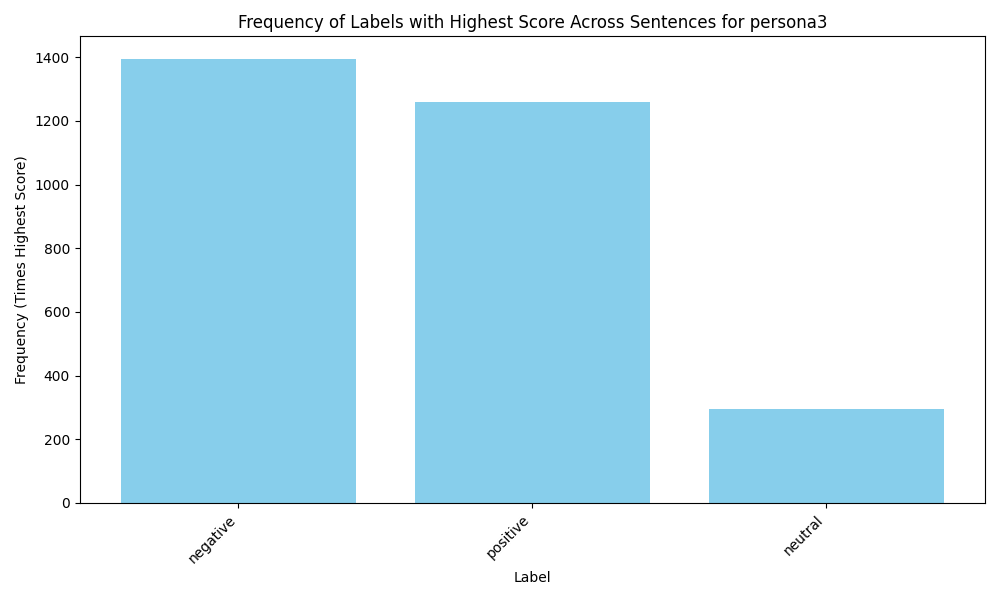 Frequency of Labels with Highest Score Across Sentences for persona3
Frequency (Times Highest Score)
1400
1200
1000
800
600
400
200
0
negative
positive
neutral
Label